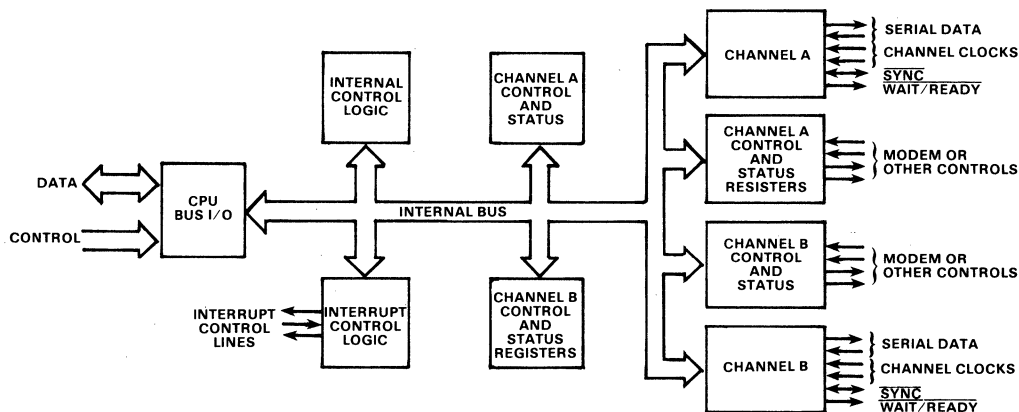 INTERNAL
CONTROL
LOGIC
CHANNEL A
CONTROL
AND
STATUS
CHANNEL A
SERIAL DATA
CHANNEL CLOCKS
SYNC
WAIT/READY
CHANNEL A
CONTROL
AND
STATUS
REGISTERS
MODEM OR
OTHER CONTROLS
DATA
CONTROL
CPU
BUS I/O
INTERNAL BUS
CHANNEL B
CONTROL
AND
STATUS
MODEM OR
OTHER CONTROLS
INTERRUPT
CONTROL
LINES
INTERRUPT
CONTROL
LOGIC
CHANNEL B
CONTROL
AND
STATUS
REGISTERS
CHANNEL B
SERIAL DATA
CHANNEL CLOCKS
SYNC
WAIT/READY